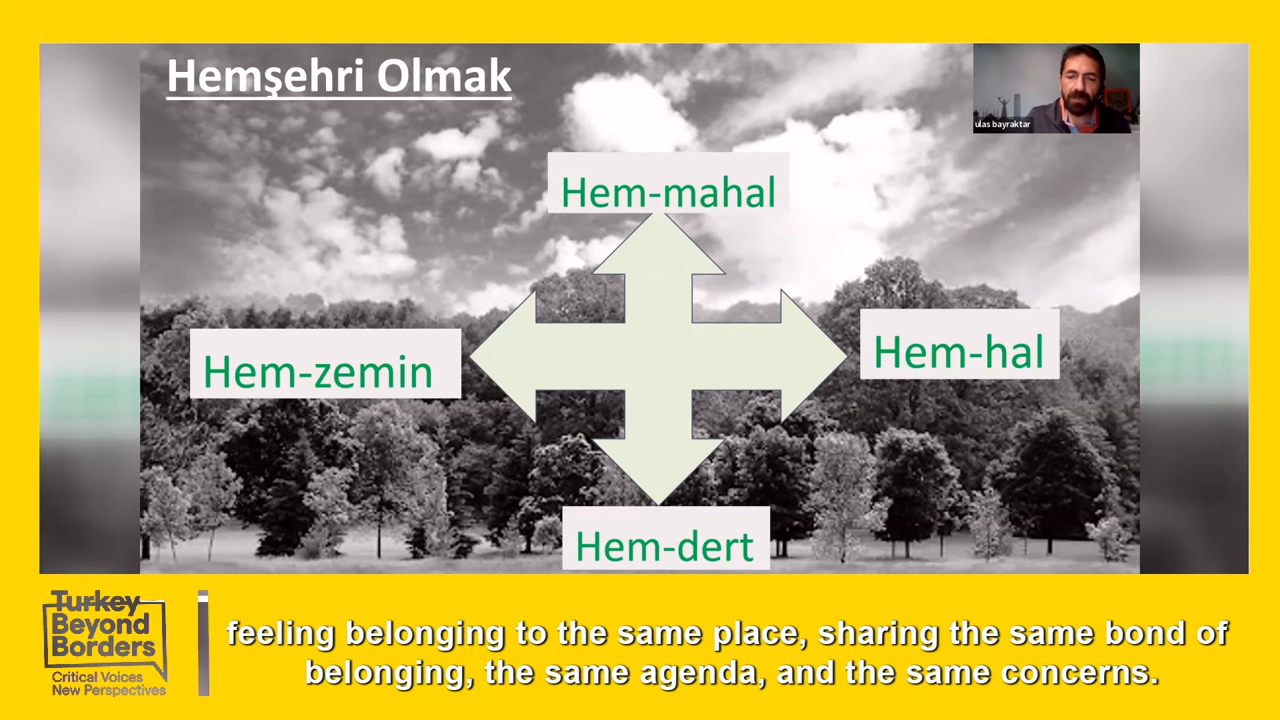 Hemşehri Olmak
ulas bayraktar
Hem-mahal
Hem-zemin
Hem-hal
Hem-dert
Turkey
Beyond
Borders
Critical Voices
New Perspectives
feeling belonging to the same place, sharing the same bond of
belonging, the same agenda, and the same concerns.